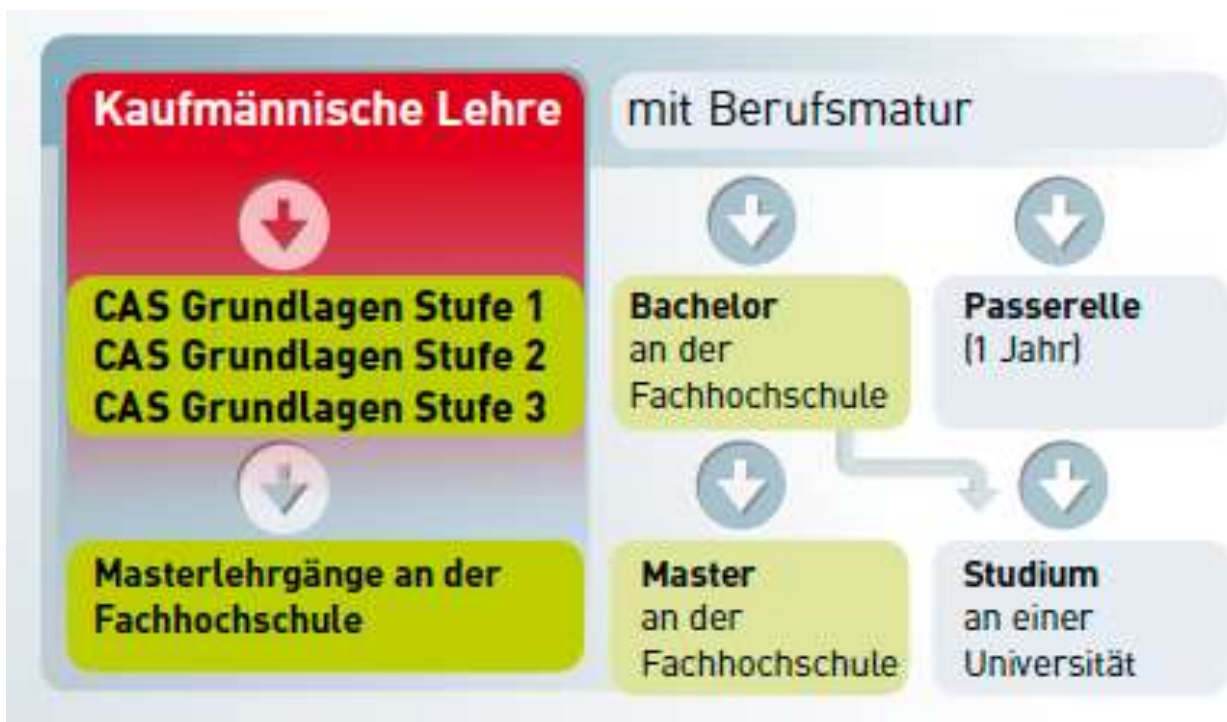 Kaufmännische Lehre
mit Berufsmatur
CAS Grundlagen Stufe 1
CAS Grundlagen Stufe 2
CAS Grundlagen Stufe 3
Bachelor
an der
Fachhochschule
Passerelle
(1 Jahr)
Masterlehrgänge an der
Fachhochschule
Master
an der
Fachhochschule
Studium
an einer
Universität